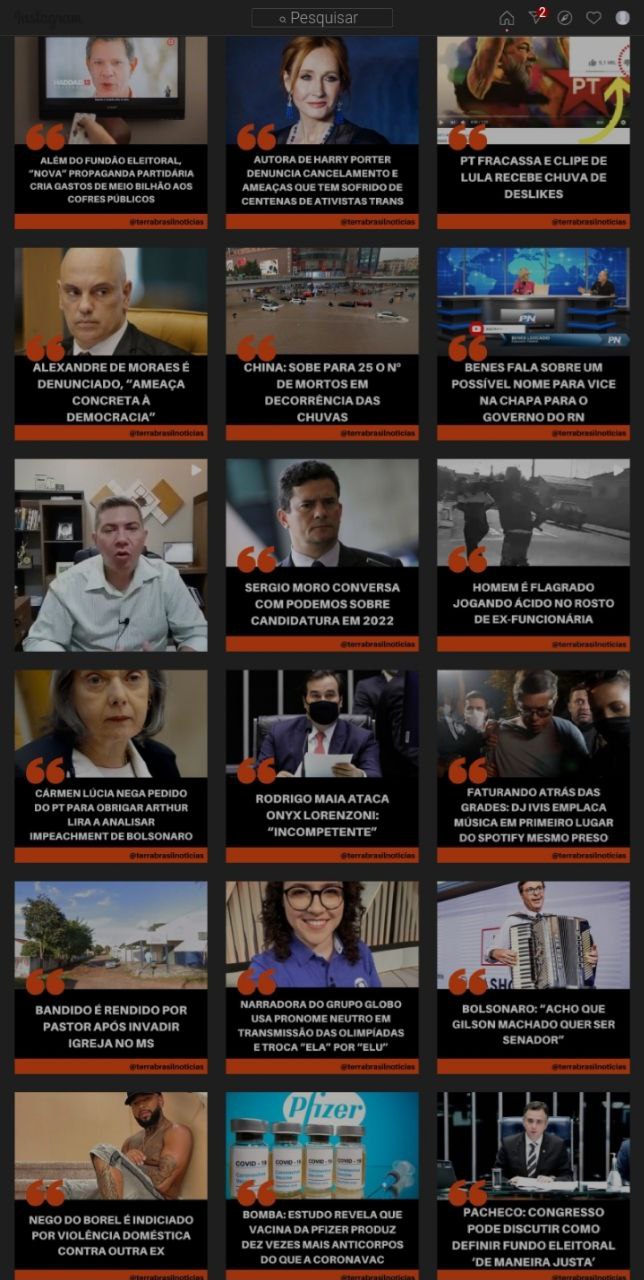 Instagram
Pesquisar
2
HADDAD
5,1 MIL
PT
ALÉM DO FUNDÃO ELEITORAL,
“NOVA” PROPAGANDA PARTIDÁRIA
CRIA GASTOS DE MEIO BILHÃO AOS
COFRES PÚBLICOS
@terrabrasilnoticias
AUTORA DE HARRY PORTER
DENUNCIA CANCELAMENTO E
AMEAÇAS QUE TEM SOFRIDO DE
CENTENAS DE ATIVISTAS TRANS
@terrabrasilnoticias
PT FRACASSA E CLIPE DE
LULA RECEBE CHUVA DE
DESLIKES
@terrabrasilnoticias
ALEXANDRE DE MORAES É
DENUNCIADO, “AMEAÇA
CONCRETA À
DEMOCRACIA”
@terrabrasilnoticias
CHINA: SOBE PARA 25 O Nº
DE MORTOS EM
DECORRÊNCIA DAS
CHUVAS
@terrabrasilnoticias
PN
BENES LEOCÁDIO
PN
BENES FALA SOBRE UM
POSSÍVEL NOME PARA VICE
NA CHAPA PARA O
GOVERNO DO RN
@terrabrasilnoticias
SERGIO MORO CONVERSA
COM PODEMOS SOBRE
CANDIDATURA EM 2022
@terrabrasilnoticias
HOMEM É FLAGRADO
JOGANDO ÁCIDO NO ROSTO
DE EX-FUNCIONÁRIA
@terrabrasilnoticias
CÁRMEN LÚCIA NEGA PEDIDO
DO PT PARA OBRIGAR ARTHUR
LIRA A ANALISAR
IMPEACHMENT DE BOLSONARO
@terrabrasilnoticias
RODRIGO MAIA ATACA
ONYX LORENZONI:
“INCOMPETENTE”
@terrabrasilnoticias
FATURANDO ATRÁS DAS
GRADES: DJ IVIS EMPLACA
MÚSICA EM PRIMEIRO LUGAR
DO SPOTIFY MESMO PRESO
@terrabrasilnoticias
BANDIDO É RENDIDO POR
PASTOR APÓS INVADIR
IGREJA NO MS
@terrabrasilnoticias
NARRADORA DO GRUPO GLOBO
USA PRONOME NEUTRO EM
TRANSMISSÃO DAS OLIMPÍADAS
E TROCA “ELA” POR “ELU”
@terrabrasilnoticias
BOLSONARO: “ACHO QUE
GILSON MACHADO QUER SER
SENADOR”
@terrabrasilnoticias
NEGO DO BOREL É INDICIADO
POR VIOLÊNCIA DOMÉSTICA
CONTRA OUTRA EX
Pfizer
COVID - 19
COVID - 19
COVID - 19
COVID - 19
BOMBA: ESTUDO REVELA QUE
VACINA DA PFIZER PRODUZ
DEZ VEZES MAIS ANTICORPOS
DO QUE A CORONAVAC
PACHECO: CONGRESSO
PODE DISCUTIR COMO
DEFINIR FUNDO ELEITORAL
‘DE MANEIRA JUSTA’